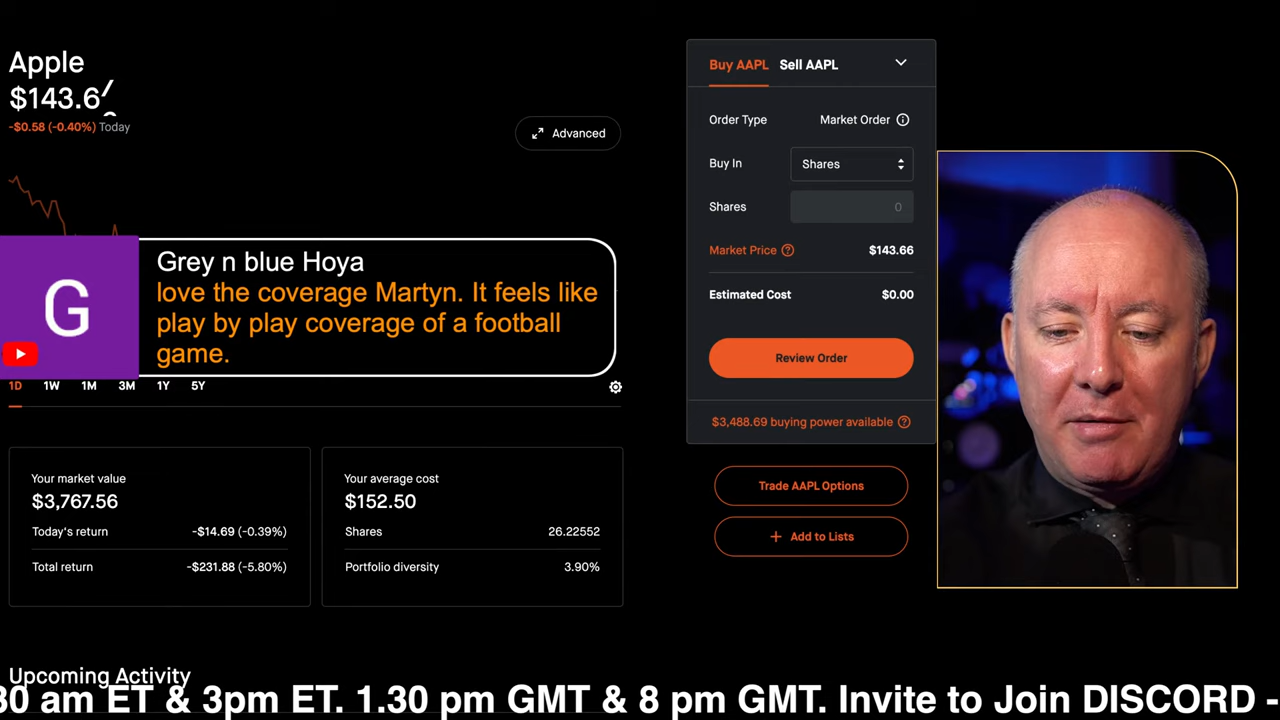 Apple
$143.6
-$0.58 (-0.40%) Today
Advanced
Grey n blue Hoya
love the coverage Martyn. It feels like
play by play coverage of a football
game.
G
1D 1W 1M 3M 1Y 5Y
Your market value
$3,767.56
Today's return -$14.69 (-0.39%)
Total return -$231.88 (-5.80%)
Your average cost
$152.50
Shares 26.22552
Portfolio diversity 3.90%
Buy AAPL Sell AAPL
Order Type Market Order
Buy In Shares
Shares 0
Market Price $143.66
Estimated Cost $0.00
Review Order
$3,488.69 buying power available
Trade AAPL Options
+ Add to Lists
Upcoming Activity
30 am ET & 3pm ET. 1.30 pm GMT & 8 pm GMT. Invite to Join DISCORD -